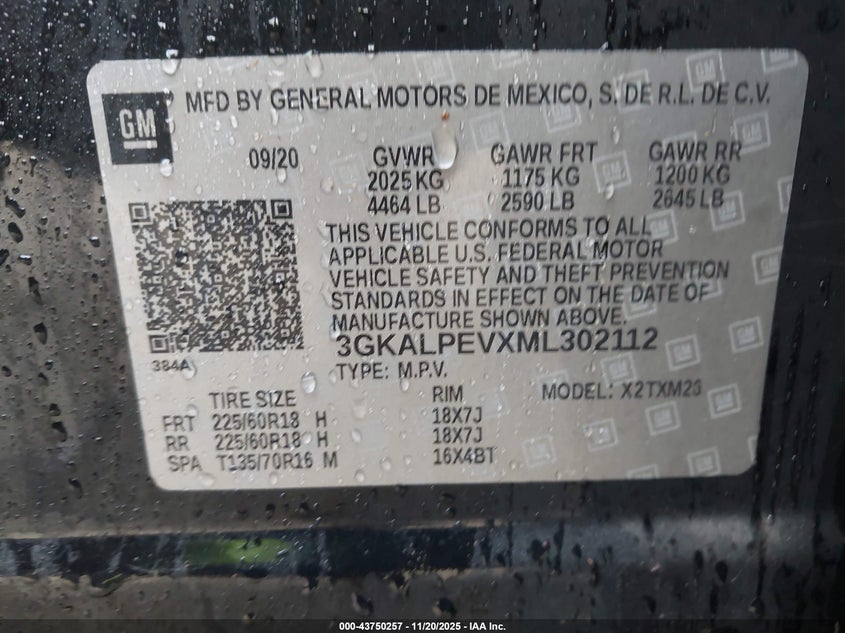 GM
MFD BY GENERAL MOTORS DE MEXICO, S. DE R.L. DE C.V.
09/20 GVWR GAWR FRT GAWR RR
2025 KG 1175 KG 1200 KG
4464 LB 2590 LB 2645 LB
THIS VEHICLE CONFORMS TO ALL
APPLICABLE U.S. FEDERAL MOTOR
VEHICLE SAFETY AND THEFT PREVENTION
STANDARDS IN EFFECT ON THE DATE OF
MANUFACTURE SHOWN ABOVE.
384A 3GKALPEVXML302112
TYPE: M.P.V. MODEL: X2TXM26
TIRE SIZE RIM
FRT 225/60R18 H 18X7J
RR 225/60R18 H 18X7J
SPA T135/70R16 M 16X4BT
000-43750257 - 11/20/2025 - IAA Inc.